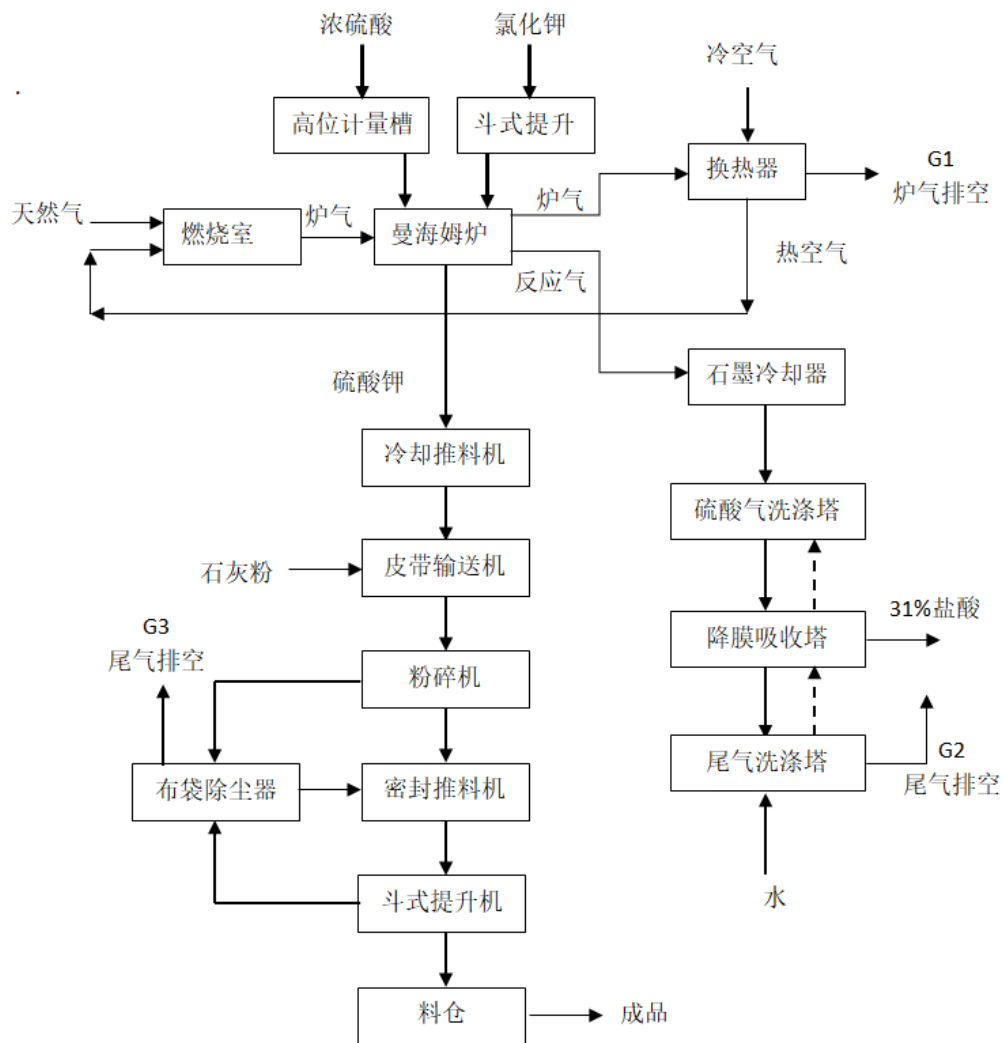 浓硫酸
氯化钾
冷空气
高位计量槽
斗式提升
换热器
G1
炉气排空
天然气
燃烧室
炉气
曼海姆炉
炉气
反应气
热空气
硫酸钾
石墨冷却器
冷却推料机
硫酸气洗涤塔
石灰粉
皮带输送机
31%盐酸
降膜吸收塔
G3
尾气排空
粉碎机
布袋除尘器
密封推料机
尾气洗涤塔
G2
尾气排空
斗式提升机
水
料仓
成品